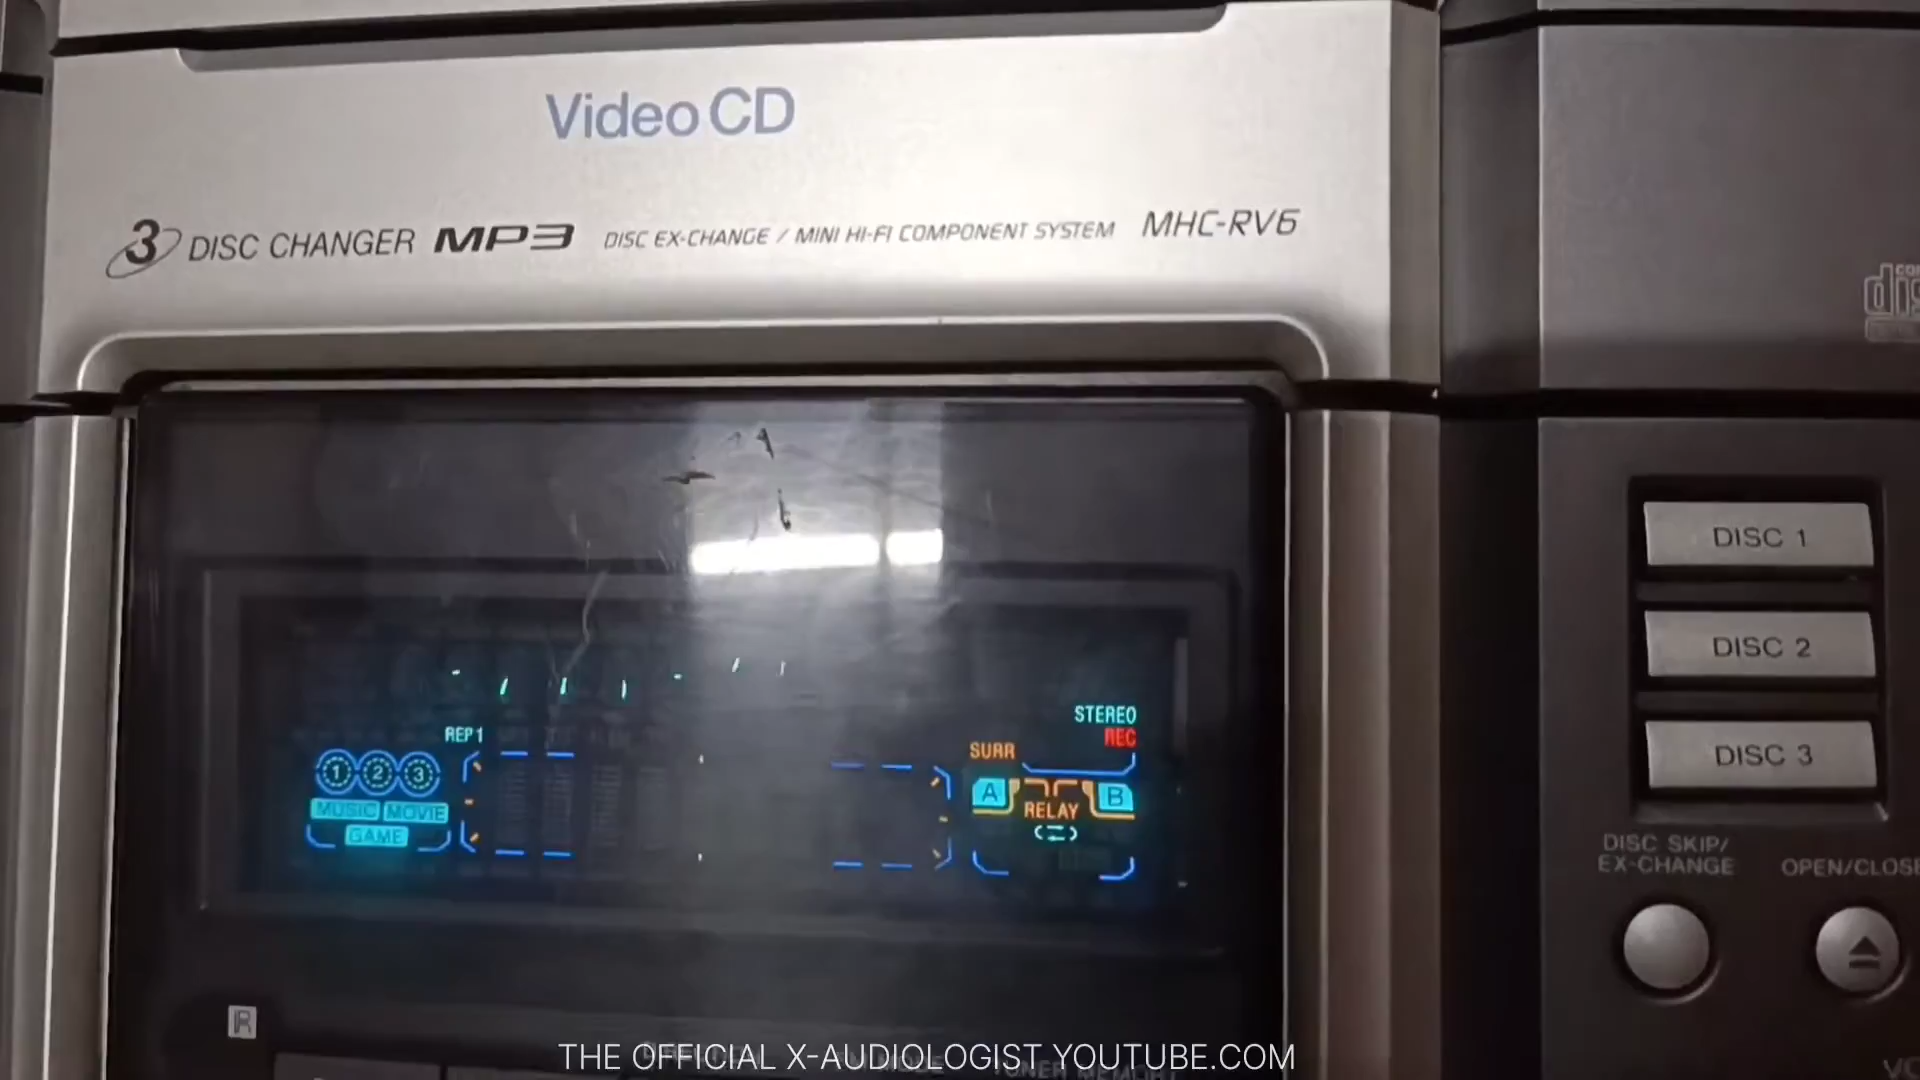 Video CD
3 DISC CHANGER MP3 DISC EX-CHANGE / MINI HI-FI COMPONENT SYSTEM MHC-RV6
DISC 1
DISC 2
DISC 3
DISC SKIP/
EX-CHANGE
OPEN/CLOSE
STEREO
REC
REP 1
SURR
1 2 3
A B
RELAY
MUSIC MOVIE
GAME
IR
THE OFFICIAL X-AUDIOLOGIST YOUTUBE.COM